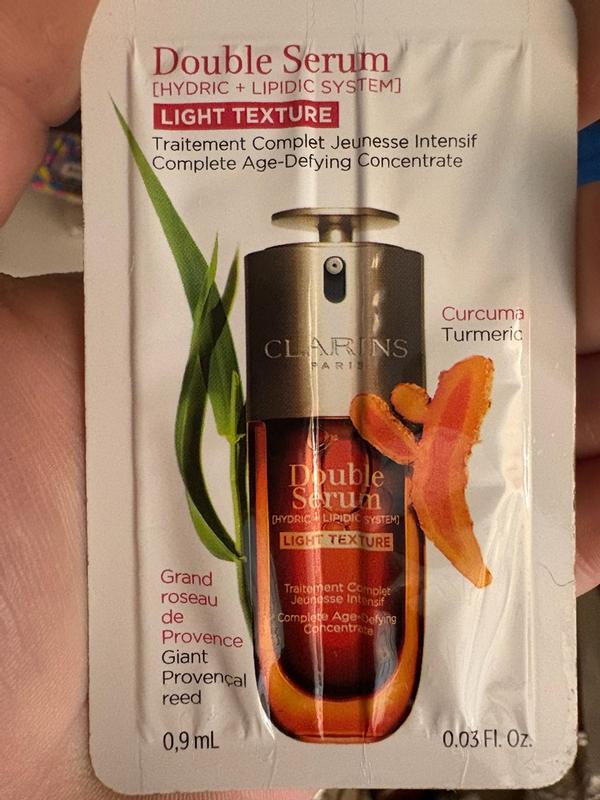 Double Serum
[HYDRIC + LIPIDIC SYSTEM]
LIGHT TEXTURE
Traitement Complet Jeunesse Intensif
Complete Age-Defying Concentrate
Curcuma
Turmeric
CLARINS
PARIS
Double
Serum
[HYDRIC + LIPIDIC SYSTEM]
LIGHT TEXTURE
Traitement Complet
Jeunesse Intensif
Complete Age-Defying
Concentrate
Grand
roseau
de
Provence
Giant
Provençal
reed
0,9 mL
0.03 Fl. Oz.